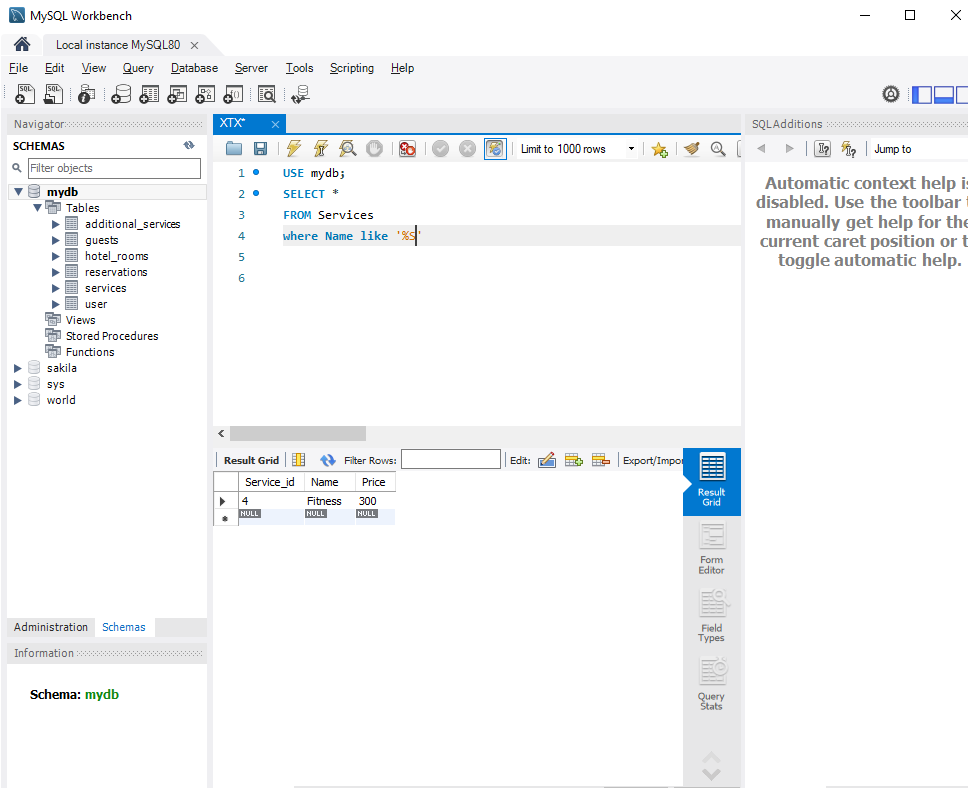 MySQL Workbench
Local instance MySQL80
File Edit View Query Database Server Tools Scripting Help
Navigator
SCHEMAS
Filter objects
mydb
Tables
additional_services
guests
hotel_rooms
reservations
services
user
Views
Stored Procedures
Functions
sakila
sys
world
Administration Schemas
Information
Schema: mydb
XTX*
Limit to 1000 rows
1 USE mydb;
2 SELECT *
3 FROM Services
4 where Name like '%S'
5
6
Result Grid Filter Rows: Edit: Export/Impor
Service_id Name Price
4 Fitness 300
NULL NULL NULL
Result
Grid
Form
Editor
Field
Types
Query
Stats
SQLAdditions
Jump to
Automatic context help is
disabled. Use the toolbar t
manually get help for the
current caret position or t
toggle automatic help.